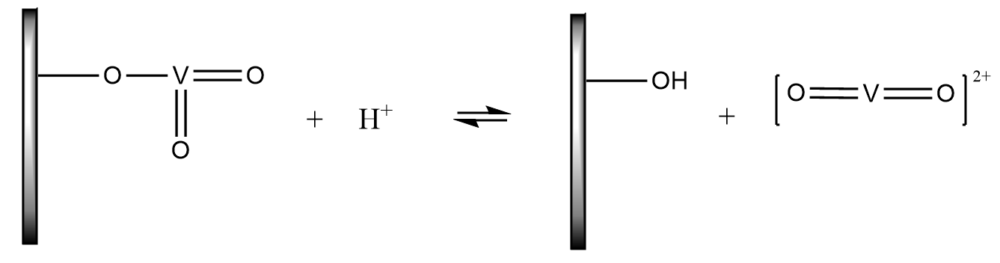 O V O + H⁺ ⇌ OH + [ O V O ]²⁺
O